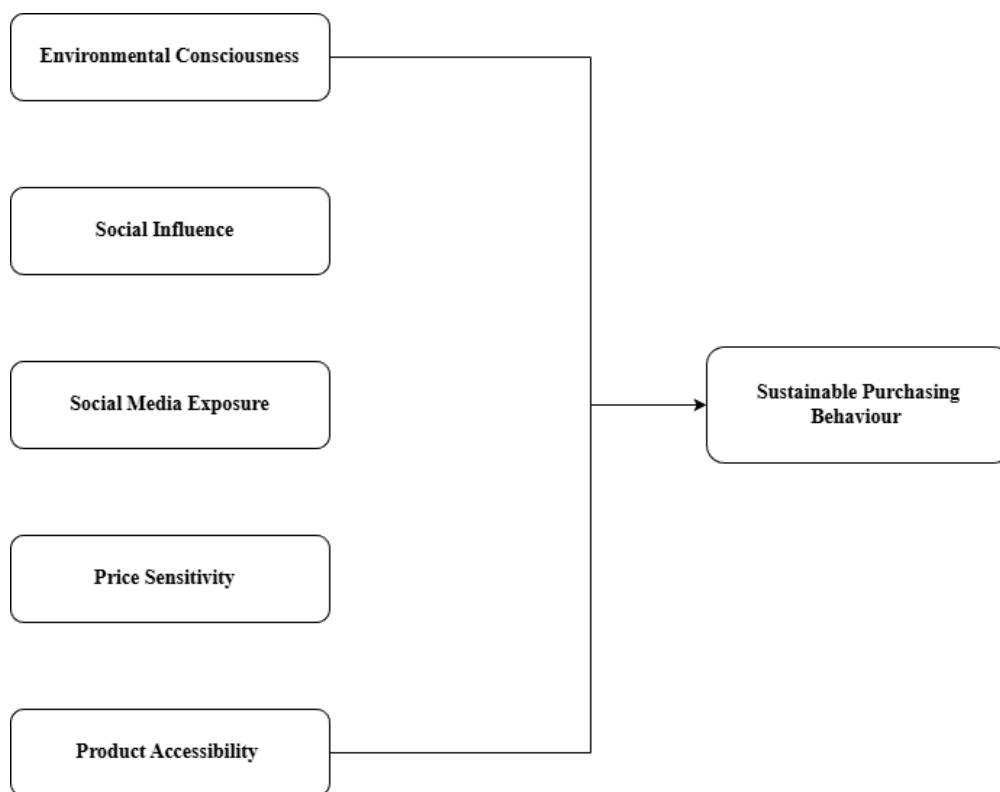 Environmental Consciousness
Social Influence
Social Media Exposure
Price Sensitivity
Product Accessibility
Sustainable Purchasing
Behaviour